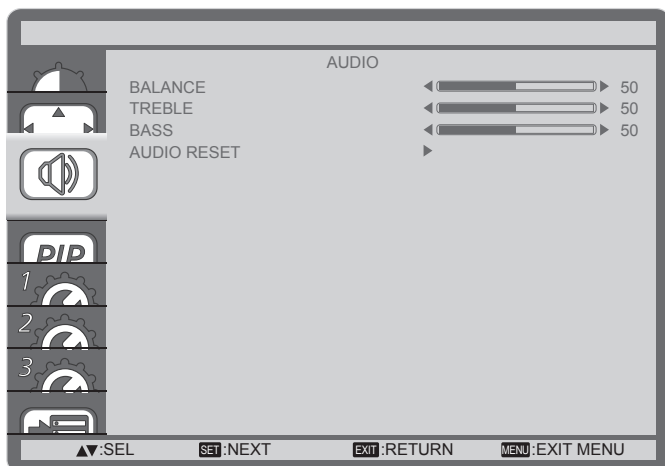 AUDIO
BALANCE 50
TREBLE 50
BASS 50
AUDIO RESET
PIP
1
2
3
▲▼:SEL SET:NEXT EXIT:RETURN MENU:EXIT MENU